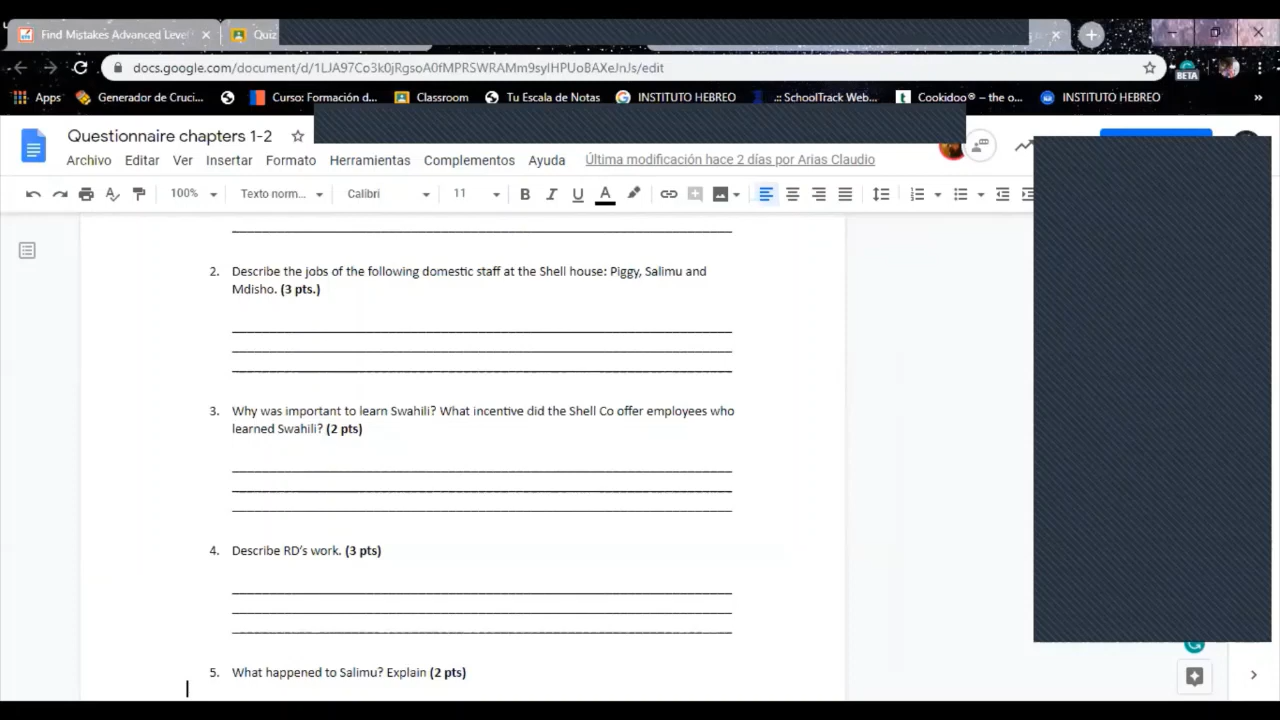 Find Mistakes Advanced Level
Quiz
docs.google.com/document/d/1LJA97Co3k0jRgsoA0fMPRSWRAMm9sylHPUoBAXeJnJs/edit
BETA
Apps
Generador de Cruci...
Curso: Formación d...
Classroom
Tu Escala de Notas
INSTITUTO HEBREO
.:: SchoolTrack Web...
Cookidoo® – the o...
INSTITUTO HEBREO
Questionnaire chapters 1-2
Archivo Editar Ver Insertar Formato Herramientas Complementos Ayuda Última modificación hace 2 días por Arias Claudio
100% Texto norm... Calibri 11
2. Describe the jobs of the following domestic staff at the Shell house: Piggy, Salimu and
Mdisho. (3 pts.)
3. Why was important to learn Swahili? What incentive did the Shell Co offer employees who
learned Swahili? (2 pts)
4. Describe RD's work. (3 pts)
5. What happened to Salimu? Explain (2 pts)